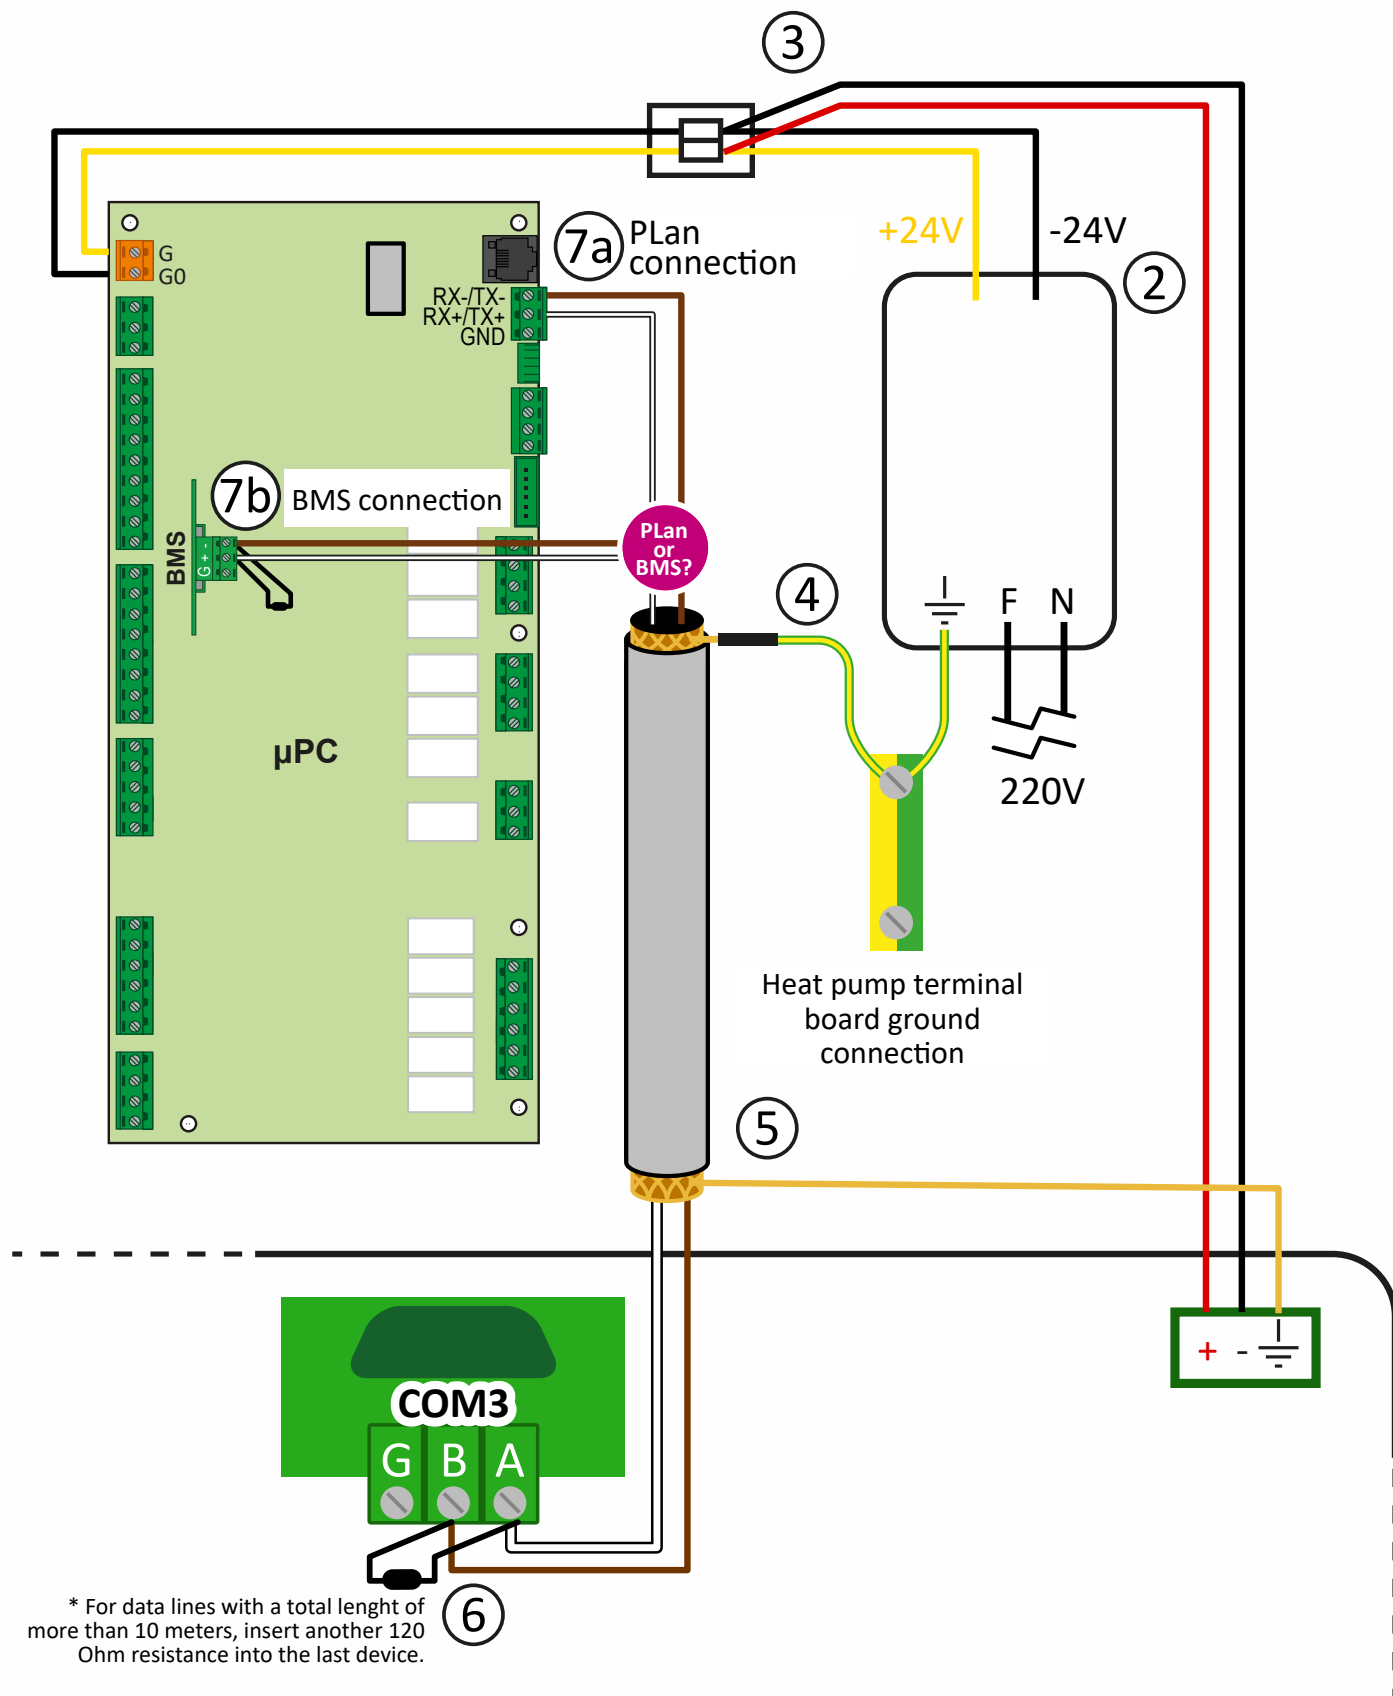 3
7a
PLan
connection
+24V
-24V
2
G
G0
RX-/TX-
RX+/TX+
GND
7b
BMS connection
PLan
or
BMS?
BMS
G + -
4
F N
µPC
220V
Heat pump terminal
board ground
connection
5
COM3
G B A
+ -
6
* For data lines with a total lenght of
more than 10 meters, insert another 120
Ohm resistance into the last device.